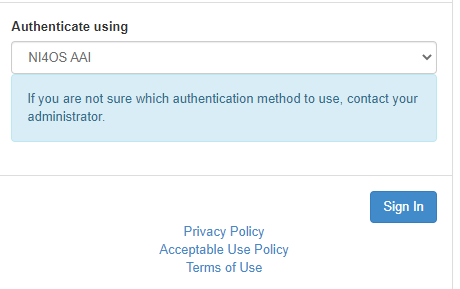 Authenticate using
NI4OS AAI
If you are not sure which authentication method to use, contact your
administrator.
Sign In
Privacy Policy
Acceptable Use Policy
Terms of Use